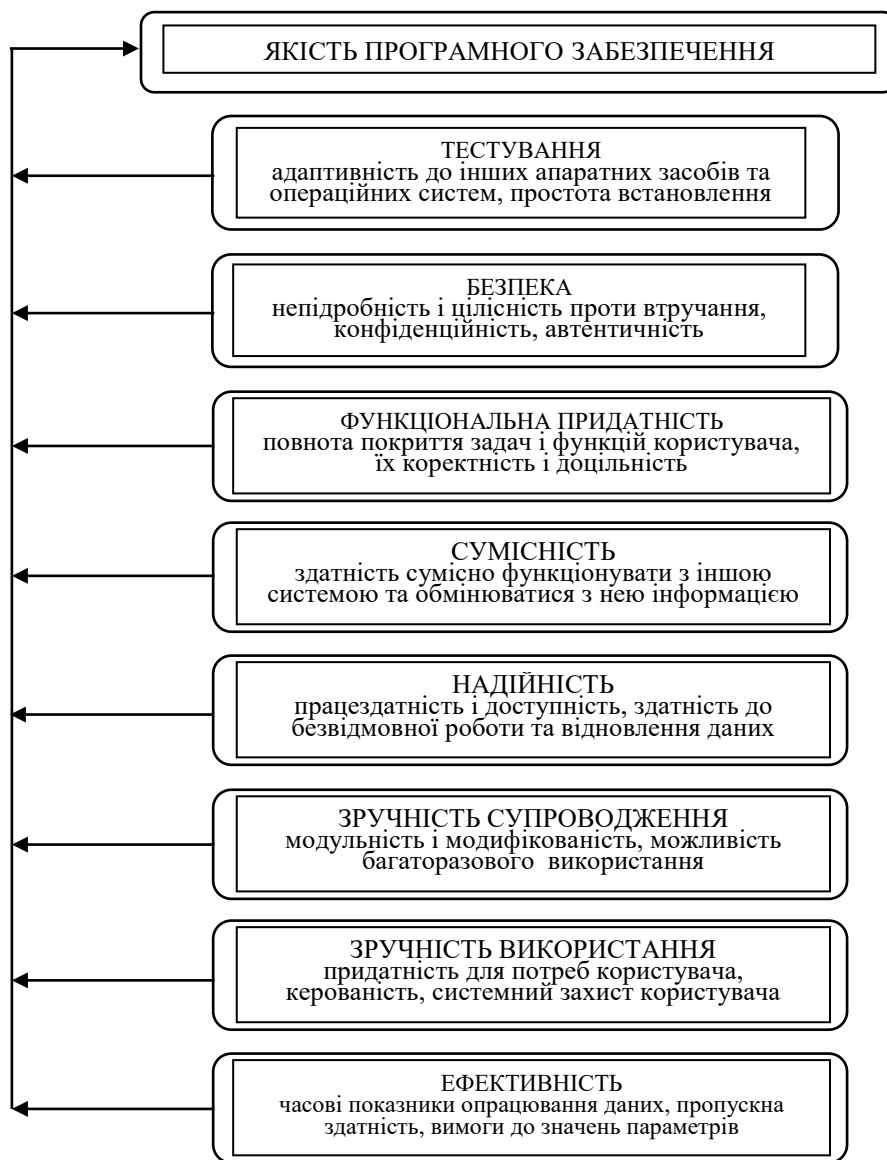 ЯКІСТЬ ПРОГРАМНОГО ЗАБЕЗПЕЧЕННЯ
ТЕСТУВАННЯ
адаптивність до інших апаратних засобів та
операційних систем, простота встановлення
БЕЗПЕКА
непідробність і цілісність проти втручання,
конфіденційність, автентичність
ФУНКЦІОНАЛЬНА ПРИДАТНІСТЬ
повнота покриття задач і функцій користувача,
їх коректність і доцільність
СУМІСНІСТЬ
здатність сумісно функціонувати з іншою
системою та обмінюватися з нею інформацією
НАДІЙНІСТЬ
працездатність і доступність, здатність до
безвідмовної роботи та відновлення даних
ЗРУЧНІСТЬ СУПРОВОДЖЕННЯ
модульність і модифікованість, можливість
багаторазового використання
ЗРУЧНІСТЬ ВИКОРИСТАННЯ
придатність для потреб користувача,
керованість, системний захист користувача
ЕФЕКТИВНІСТЬ
часові показники опрацювання даних, пропускна
здатність, вимоги до значень параметрів